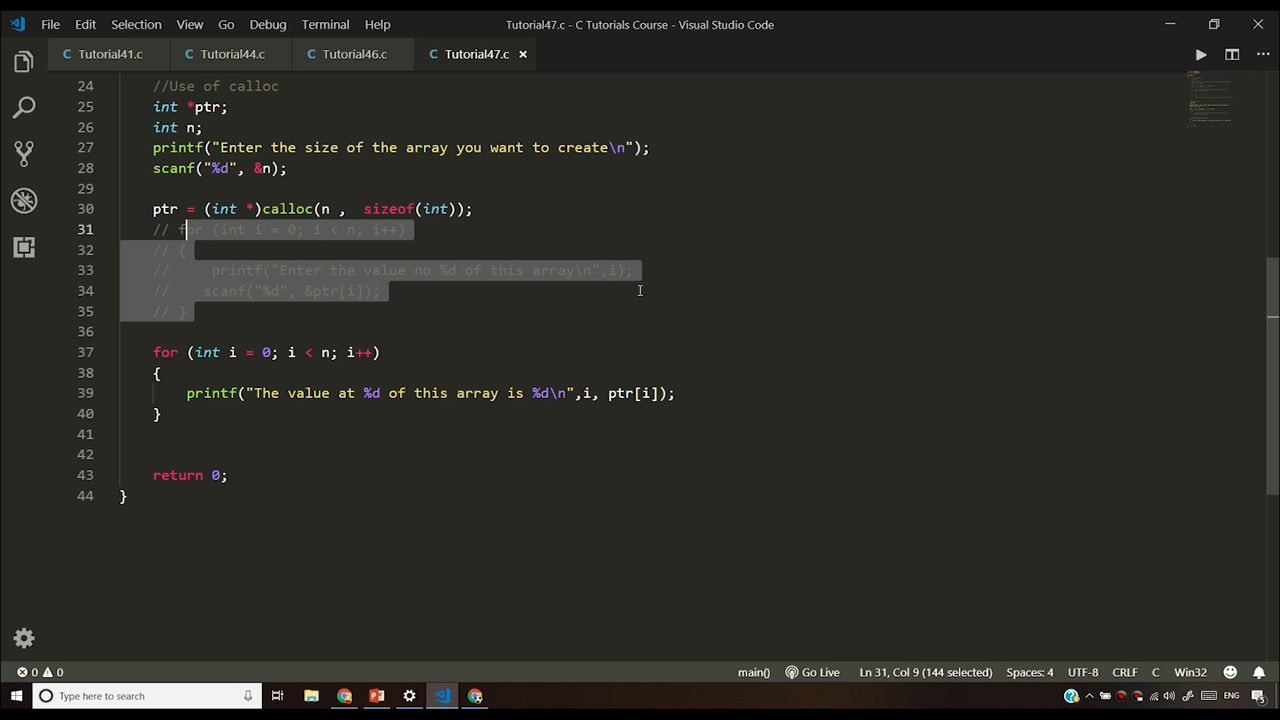 File Edit Selection View Go Debug Terminal Help Tutorial47.c - C Tutorials Course - Visual Studio Code
C Tutorial41.c C Tutorial44.c C Tutorial46.c C Tutorial47.c
24 //Use of calloc
25 int *ptr;
26 int n;
27 printf("Enter the size of the array you want to create\n");
28 scanf("%d", &n);
29
30 ptr = (int *)calloc(n , sizeof(int));
31 // for (int i = 0; i < n; i++)
32 // {
33 // printf("Enter the value no %d of this array\n",i);
34 // scanf("%d", &ptr[i]);
35 // }
36
37 for (int i = 0; i < n; i++)
38 {
39 printf("The value at %d of this array is %d\n",i, ptr[i]);
40 }
41
42
43 return 0;
44 }
0 0 main() Go Live Ln 31, Col 9 (144 selected) Spaces: 4 UTF-8 CRLF C Win32
Type here to search ENG 5